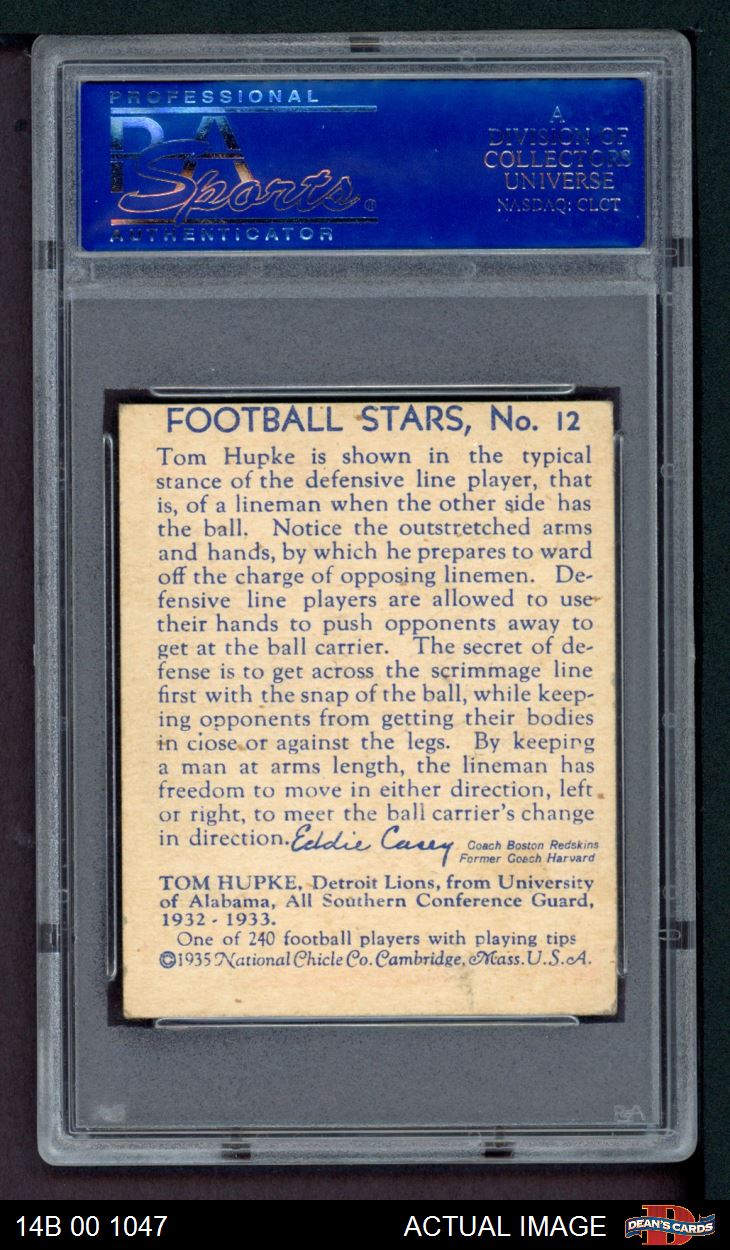 PROFESSIONAL
PSA
Sports
AUTHENTICATOR
A
DIVISION OF
COLLECTORS
UNIVERSE
NASDAQ: CLCT
FOOTBALL STARS, No. 12
Tom Hupke is shown in the typical
stance of the defensive line player, that
is, of a lineman when the other side has
the ball. Notice the outstretched arms
and hands, by which he prepares to ward
off the charge of opposing linemen. De-
fensive line players are allowed to use
their hands to push opponents away to
get at the ball carrier. The secret of de-
fense is to get across the scrimmage line
first with the snap of the ball, while keep-
ing opponents from getting their bodies
in close or against the legs. By keeping
a man at arms length, the lineman has
freedom to move in either direction, left
or right, to meet the ball carrier's change
in direction. Eddie Casey Coach Boston Redskins
Former Coach Harvard
TOM HUPKE, Detroit Lions, from University
of Alabama, All Southern Conference Guard,
1932 - 1933.
One of 240 football players with playing tips
©1935 National Chicle Co. Cambridge, Mass. U.S.A.
PSA
14B 00 1047
ACTUAL IMAGE
DEAN'S CARDS